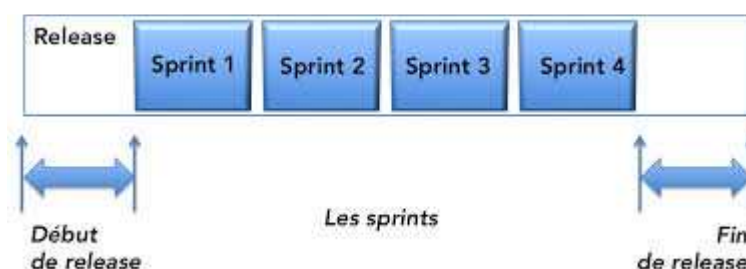 Release
Sprint 1
Sprint 2
Sprint 3
Sprint 4
Les sprints
Début
de release
Fin
de release